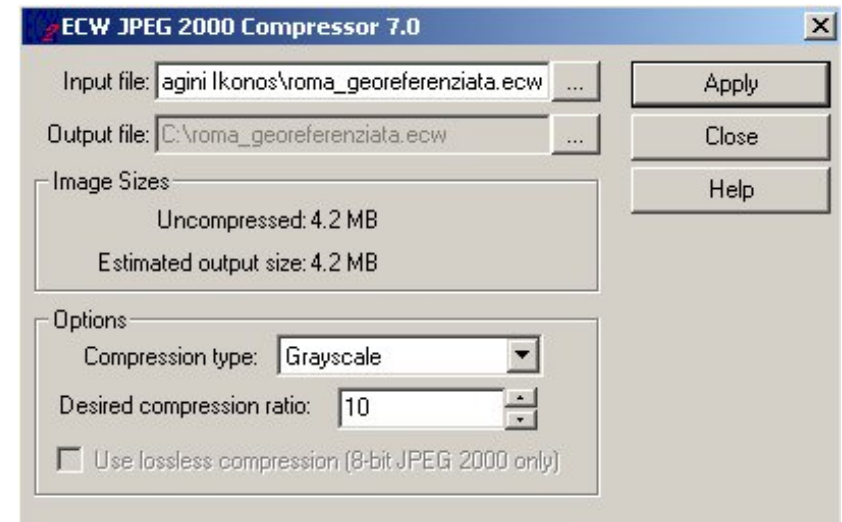 ECW JPEG 2000 Compressor 7.0
Input file: agini Ikonos\roma_georeferenziata.ecw ...
Apply
Output file: C:\roma_georeferenziata.ecw ...
Close
Image Sizes
Help
Uncompressed: 4.2 MB
Estimated output size: 4.2 MB
Options
Compression type: Grayscale
Desired compression ratio: 10
Use lossless compression (8-bit JPEG 2000 only)